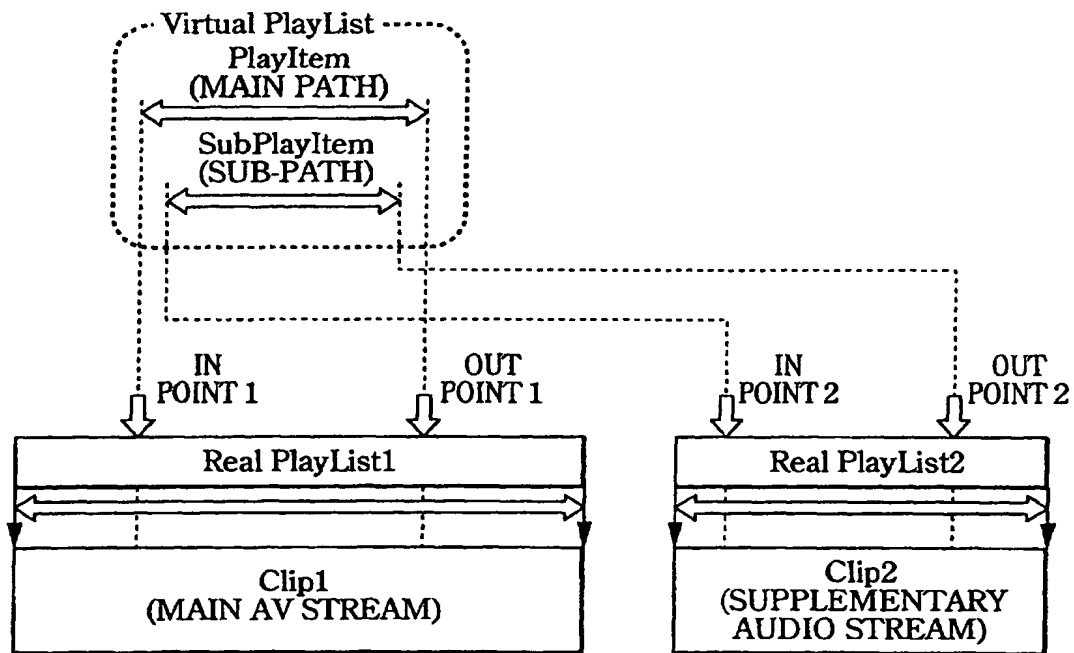 Virtual PlayList
PlayItem
(MAIN PATH)
SubPlayItem
(SUB-PATH)
IN
POINT 1
OUT
POINT 1
IN
POINT 2
OUT
POINT 2
Real PlayList1
Real PlayList2
Clip1
(MAIN AV STREAM)
Clip2
(SUPPLEMENTARY
AUDIO STREAM)